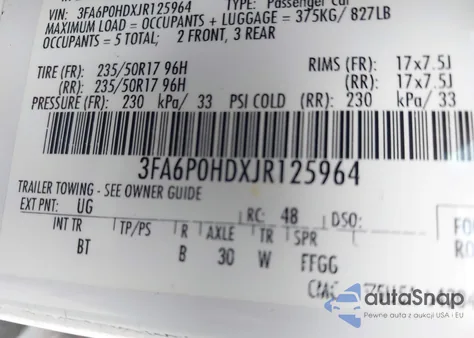 VIN: 3FA6P0HDXJR125964 TYPE: Passenger Car
MAXIMUM LOAD = OCCUPANTS + LUGGAGE = 375KG/ 827LB
OCCUPANTS = 5 TOTAL; 2 FRONT, 3 REAR
TIRE (FR): 235/50R17 96H RIMS (FR): 17x7.5J
(RR): 235/50R17 96H (RR): 17x7.5J
PRESSURE (FR): 230 kPa/ 33 PSI COLD (RR): 230 kPa/ 33
3FA6P0HDXJR125964
TRAILER TOWING - SEE OWNER GUIDE
EXT PNT: UG RC: 48 DSO:
INT TR TP/PS R AXLE TR SPR
BT B 30 W FFGG
autoSnap
Pewne auta z aukcji USA i EU